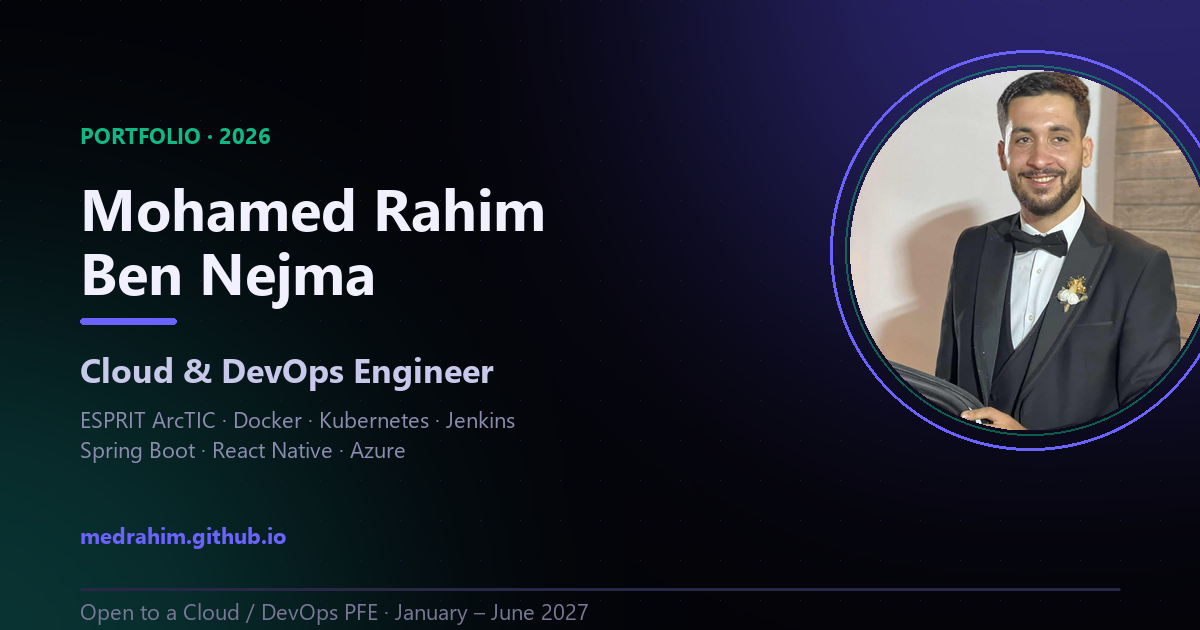 PORTFOLIO · 2026
Mohamed Rahim
Ben Nejma
Cloud & DevOps Engineer
ESPRIT ArcTIC · Docker · Kubernetes · Jenkins
Spring Boot · React Native · Azure
medrahim.github.io
Open to a Cloud / DevOps PFE · January – June 2027